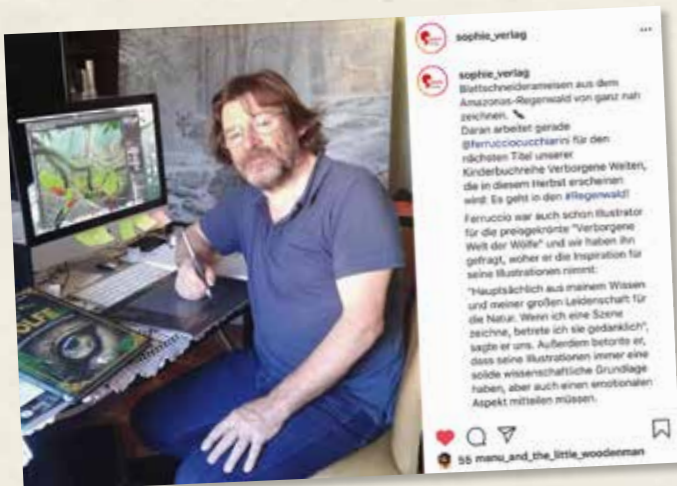 sophie_verlag
sophie_verlag
Blattschneiderameisen aus dem
Amazonas-Regenwald von ganz nah
zeichnen.
Daran arbeitet gerade
@ferrucciocucchiarini für den
nächsten Titel unserer
Kinderbuchreihe Verborgene Welten,
die in diesem Herbst erscheinen
wird: Es geht in den #Regenwald!
Ferruccio war auch schon Illustrator
für die preisgekrönte "Verborgene
Welt der Wölfe" und wir haben ihn
gefragt, woher er die Inspiration für
seine Illustrationen nimmt:
"Hauptsächlich aus meinem Wissen
und meiner großen Leidenschaft für
die Natur. Wenn ich eine Szene
zeichne, betrete ich sie gedanklich",
sagte er uns. Außerdem betonte er,
dass seine Illustrationen immer eine
solide wissenschaftliche Grundlage
haben, aber auch einen emotionalen
Aspekt mitteilen müssen.
55 manu_and_the_little_woodenman